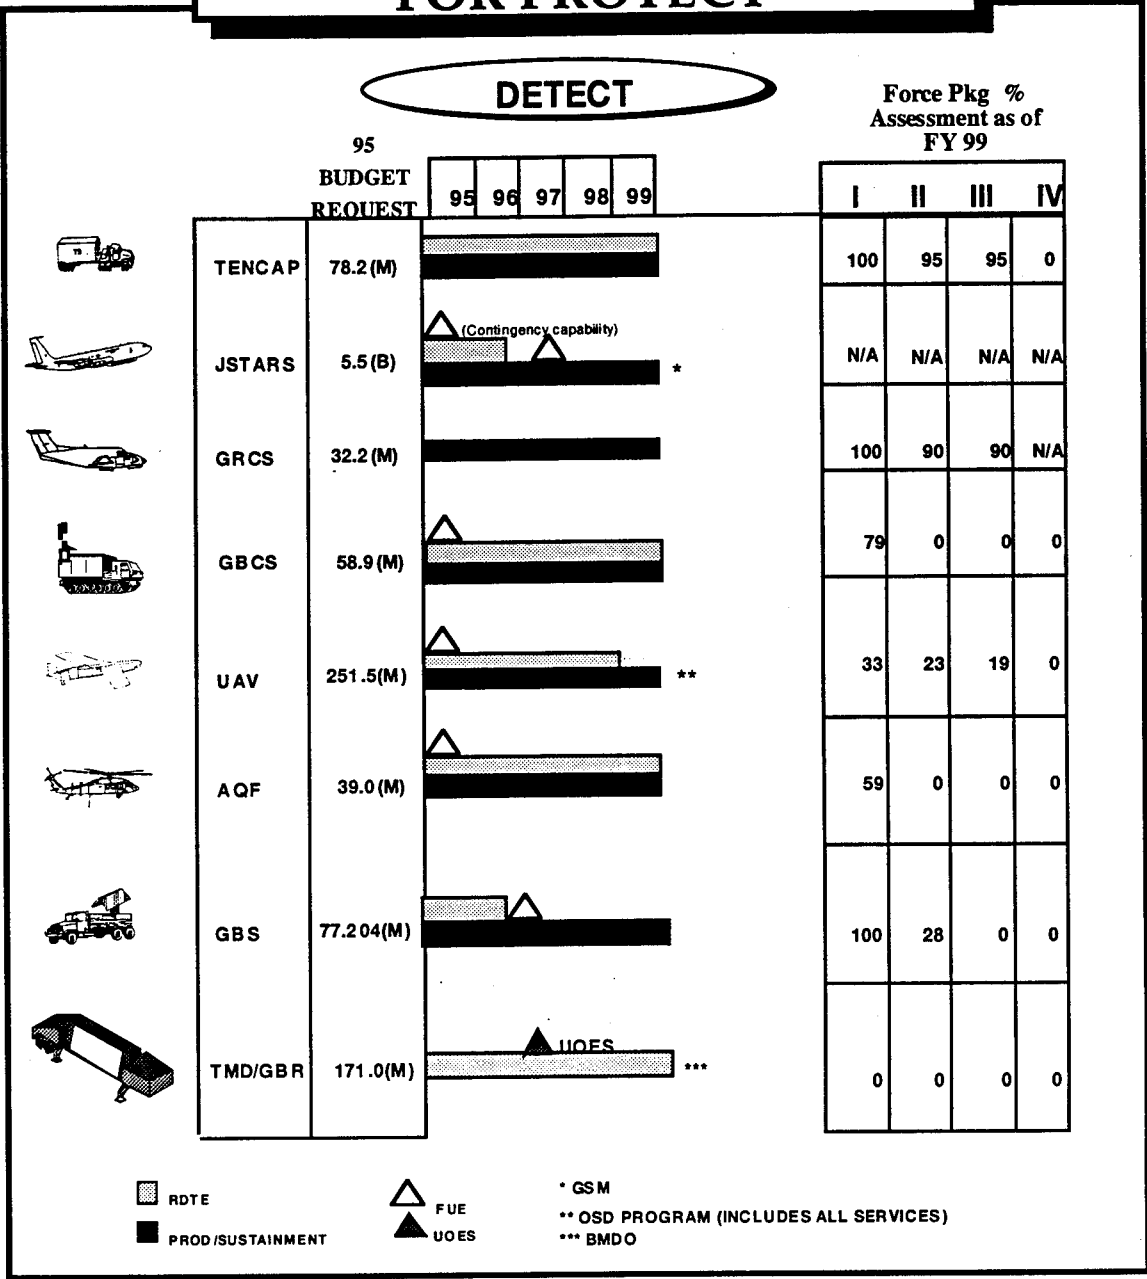 FOR PROTECT
DETECT
Force Pkg %
Assessment as of
FY 99
95
BUDGET
REQUEST
95 96 97 98 99
I II III IV
TENCAP 78.2 (M) 100 95 95 0
(Contingency capability)
JSTARS 5.5 (B) * N/A N/A N/A N/A
GRCS 32.2 (M) 100 90 90 N/A
GBCS 58.9 (M) 79 0 0 0
UAV 251.5(M) ** 33 23 19 0
AQF 39.0 (M) 59 0 0 0
GBS 77.204(M) 100 28 0 0
UOES
TMD/GBR 171.0(M) *** 0 0 0 0
RDTE FUE * GSM
PROD/SUSTAINMENT UOES ** OSD PROGRAM (INCLUDES ALL SERVICES)
*** BMDO